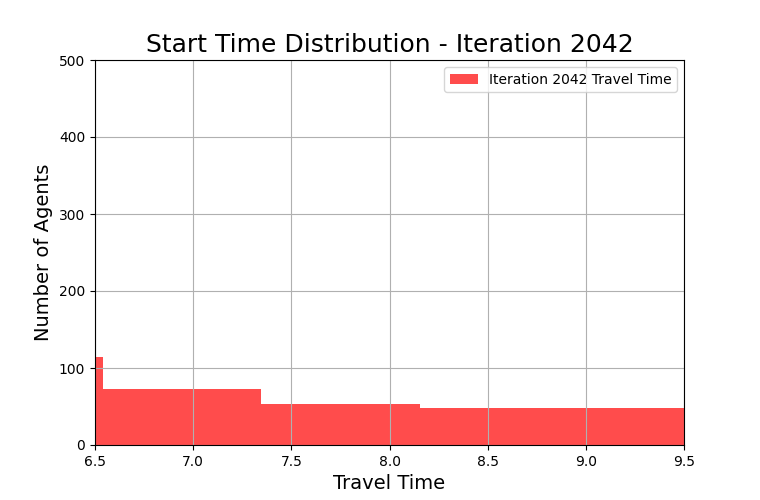 Start Time Distribution - Iteration 2042
Iteration 2042 Travel Time
Number of Agents
500
400
300
200
100
0
6.5 7.0 7.5 8.0 8.5 9.0 9.5
Travel Time